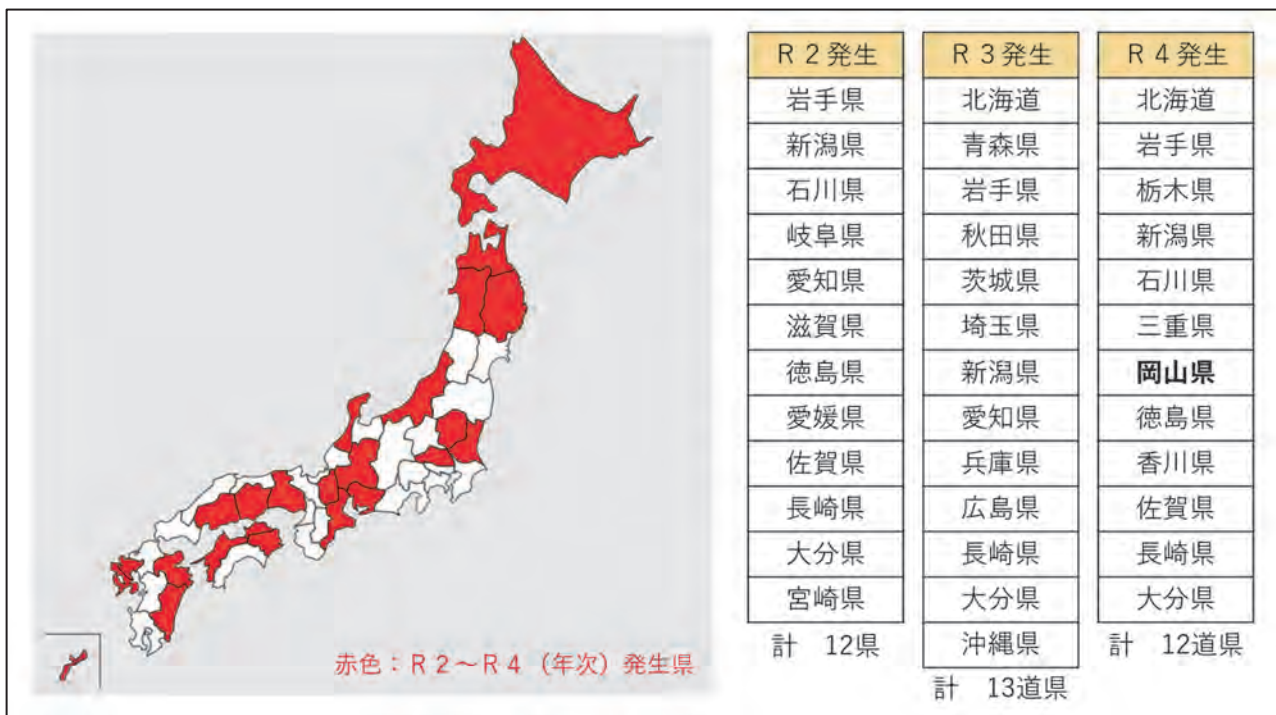 赤色：Ｒ２～Ｒ４（年次）発生県
Ｒ２発生
岩手県
新潟県
石川県
岐阜県
愛知県
滋賀県
徳島県
愛媛県
佐賀県
長崎県
大分県
宮崎県
計　12県
Ｒ３発生
北海道
青森県
岩手県
秋田県
茨城県
埼玉県
新潟県
愛知県
兵庫県
広島県
長崎県
大分県
沖縄県
計　13道県
Ｒ４発生
北海道
岩手県
栃木県
新潟県
石川県
三重県
岡山県
徳島県
香川県
佐賀県
長崎県
大分県
計　12道県